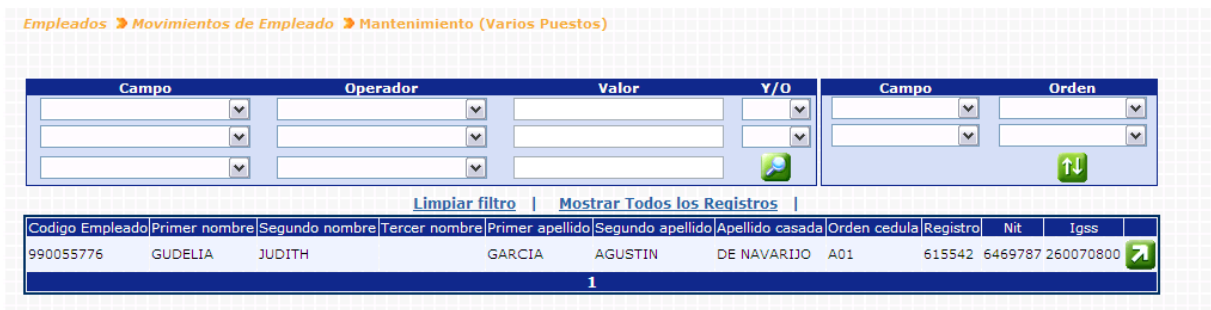 Empleados Movimientos de Empleado Mantenimiento (Varios Puestos)
Campo Operador Valor Y/O Campo Orden
Limpiar filtro | Mostrar Todos los Registros |
Codigo Empleado Primer nombre Segundo nombre Tercer nombre Primer apellido Segundo apellido Apellido casada Orden cedula Registro Nit Igss
990055776 GUDELIA JUDITH GARCIA AGUSTIN DE NAVARIJO A01 615542 6469787 260070800
1